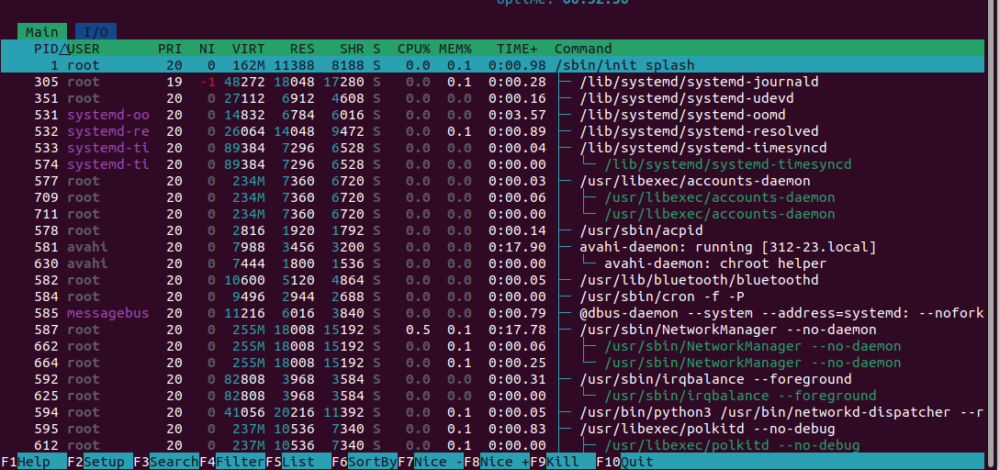 Uptime: 00:52:50
Main I/O
PID△USER PRI NI VIRT RES SHR S CPU% MEM% TIME+ Command
1 root 20 0 162M 11388 8188 S 0.0 0.1 0:00.98 /sbin/init splash
305 root 19 -1 48272 18048 17280 S 0.0 0.1 0:00.28 ├─ /lib/systemd/systemd-journald
351 root 20 0 27112 6912 4608 S 0.0 0.0 0:00.16 ├─ /lib/systemd/systemd-udevd
531 systemd-oo 20 0 14832 6784 6016 S 0.0 0.0 0:03.57 ├─ /lib/systemd/systemd-oomd
532 systemd-re 20 0 26064 14048 9472 S 0.0 0.1 0:00.89 ├─ /lib/systemd/systemd-resolved
533 systemd-ti 20 0 89384 7296 6528 S 0.0 0.0 0:00.04 ├─ /lib/systemd/systemd-timesyncd
574 systemd-ti 20 0 89384 7296 6528 S 0.0 0.0 0:00.00 │ └─ /lib/systemd/systemd-timesyncd
577 root 20 0 234M 7360 6720 S 0.0 0.0 0:00.03 ├─ /usr/libexec/accounts-daemon
709 root 20 0 234M 7360 6720 S 0.0 0.0 0:00.06 │ ├─ /usr/libexec/accounts-daemon
711 root 20 0 234M 7360 6720 S 0.0 0.0 0:00.00 │ └─ /usr/libexec/accounts-daemon
578 root 20 0 2816 1920 1792 S 0.0 0.0 0:00.14 ├─ /usr/sbin/acpid
581 avahi 20 0 7988 3456 3200 S 0.0 0.0 0:17.90 ├─ avahi-daemon: running [312-23.local]
630 avahi 20 0 7444 1800 1536 S 0.0 0.0 0:00.00 │ └─ avahi-daemon: chroot helper
582 root 20 0 10600 5120 4864 S 0.0 0.0 0:00.05 ├─ /usr/lib/bluetooth/bluetoothd
584 root 20 0 9496 2944 2688 S 0.0 0.0 0:00.00 ├─ /usr/sbin/cron -f -P
585 messagebus 20 0 11216 6016 3840 S 0.0 0.0 0:00.79 ├─ @dbus-daemon --system --address=systemd: --nofork
587 root 20 0 255M 18008 15192 S 0.5 0.1 0:17.78 ├─ /usr/sbin/NetworkManager --no-daemon
662 root 20 0 255M 18008 15192 S 0.0 0.1 0:00.06 │ ├─ /usr/sbin/NetworkManager --no-daemon
664 root 20 0 255M 18008 15192 S 0.0 0.1 0:00.25 │ └─ /usr/sbin/NetworkManager --no-daemon
592 root 20 0 82808 3968 3584 S 0.0 0.0 0:00.31 ├─ /usr/sbin/irqbalance --foreground
625 root 20 0 82808 3968 3584 S 0.0 0.0 0:00.00 │ └─ /usr/sbin/irqbalance --foreground
594 root 20 0 41056 20216 11392 S 0.0 0.1 0:00.05 ├─ /usr/bin/python3 /usr/bin/networkd-dispatcher --r
595 root 20 0 237M 10536 7340 S 0.0 0.1 0:00.83 ├─ /usr/libexec/polkitd --no-debug
612 root 20 0 237M 10536 7340 S 0.0 0.1 0:00.00 │ ├─ /usr/libexec/polkitd --no-debug
F1Help F2Setup F3SearchF4FilterF5List F6SortByF7Nice -F8Nice +F9Kill F10Quit